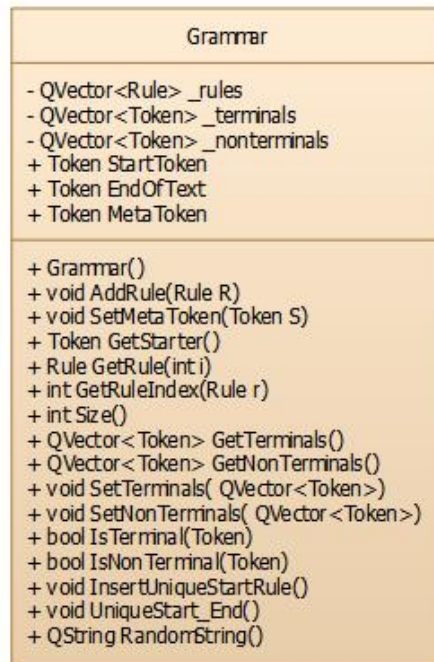 Grammar
- QVector<Rule> _rules
- QVector<Token> _terminals
- QVector<Token> _nonterminals
+ Token StartToken
+ Token EndOfText
+ Token MetaToken
+ Grammar()
+ void AddRule(Rule R)
+ void SetMetaToken(Token S)
+ Token GetStarter()
+ Rule GetRule(int i)
+ int GetRuleIndex(Rule r)
+ int Size()
+ QVector<Token> GetTerminals()
+ QVector<Token> GetNonTerminals()
+ void SetTerminals( QVector<Token>)
+ void SetNonTerminals( QVector<Token>)
+ bool IsTerminal(Token)
+ bool IsNonTerminal(Token)
+ void InsertUniqueStartRule()
+ void UniqueStart_End()
+ QString RandomString()